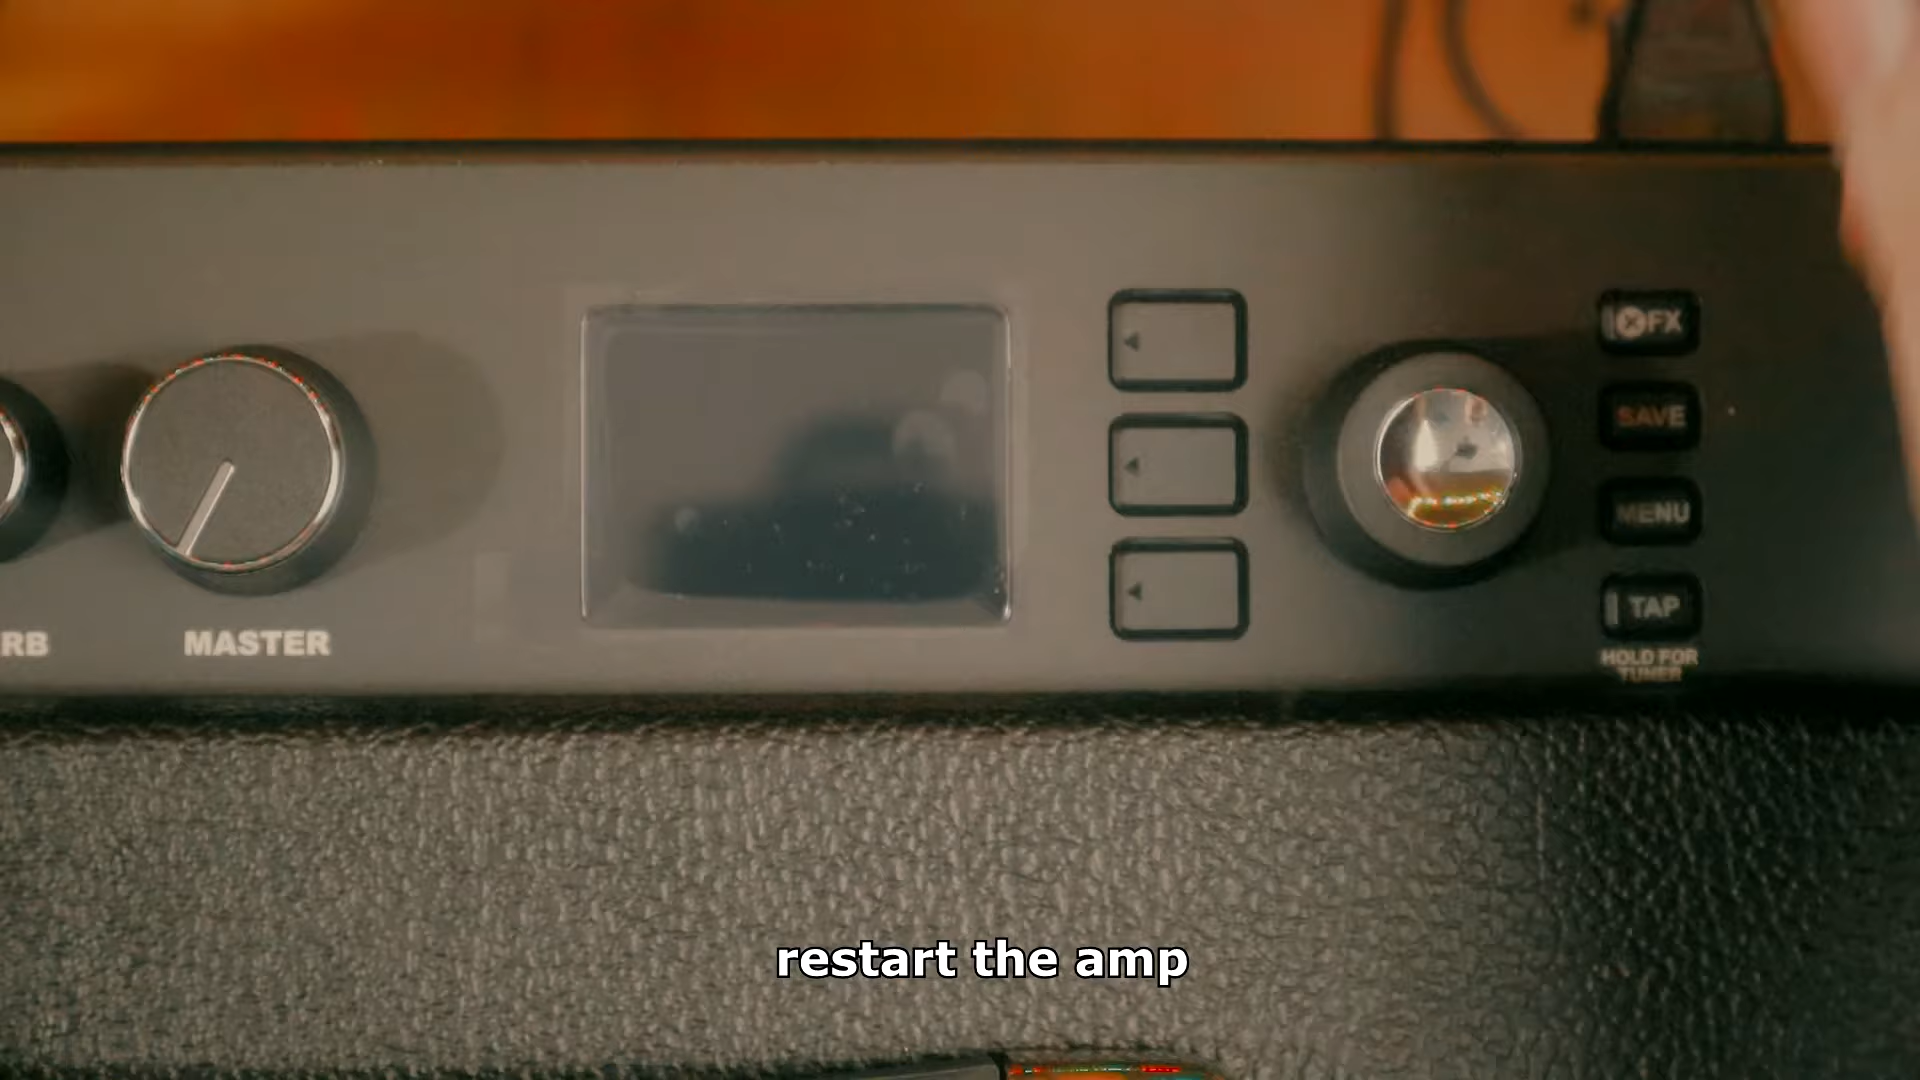 FX
SAVE
MENU
TAP
HOLD FOR
TUNER
RB
MASTER
restart the amp